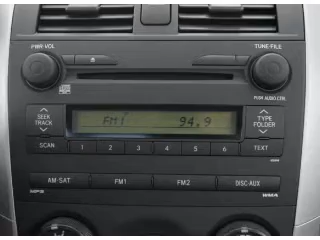 PWR·VOL
TUNE·FILE
PUSH AUDIO CTRL
SEEK
TRACK
FM1 94.9
TYPE
FOLDER
SCAN 1 2 3 4 5 6 TEXT
AM·SAT FM1 FM2 DISC·AUX
MP3 WMA